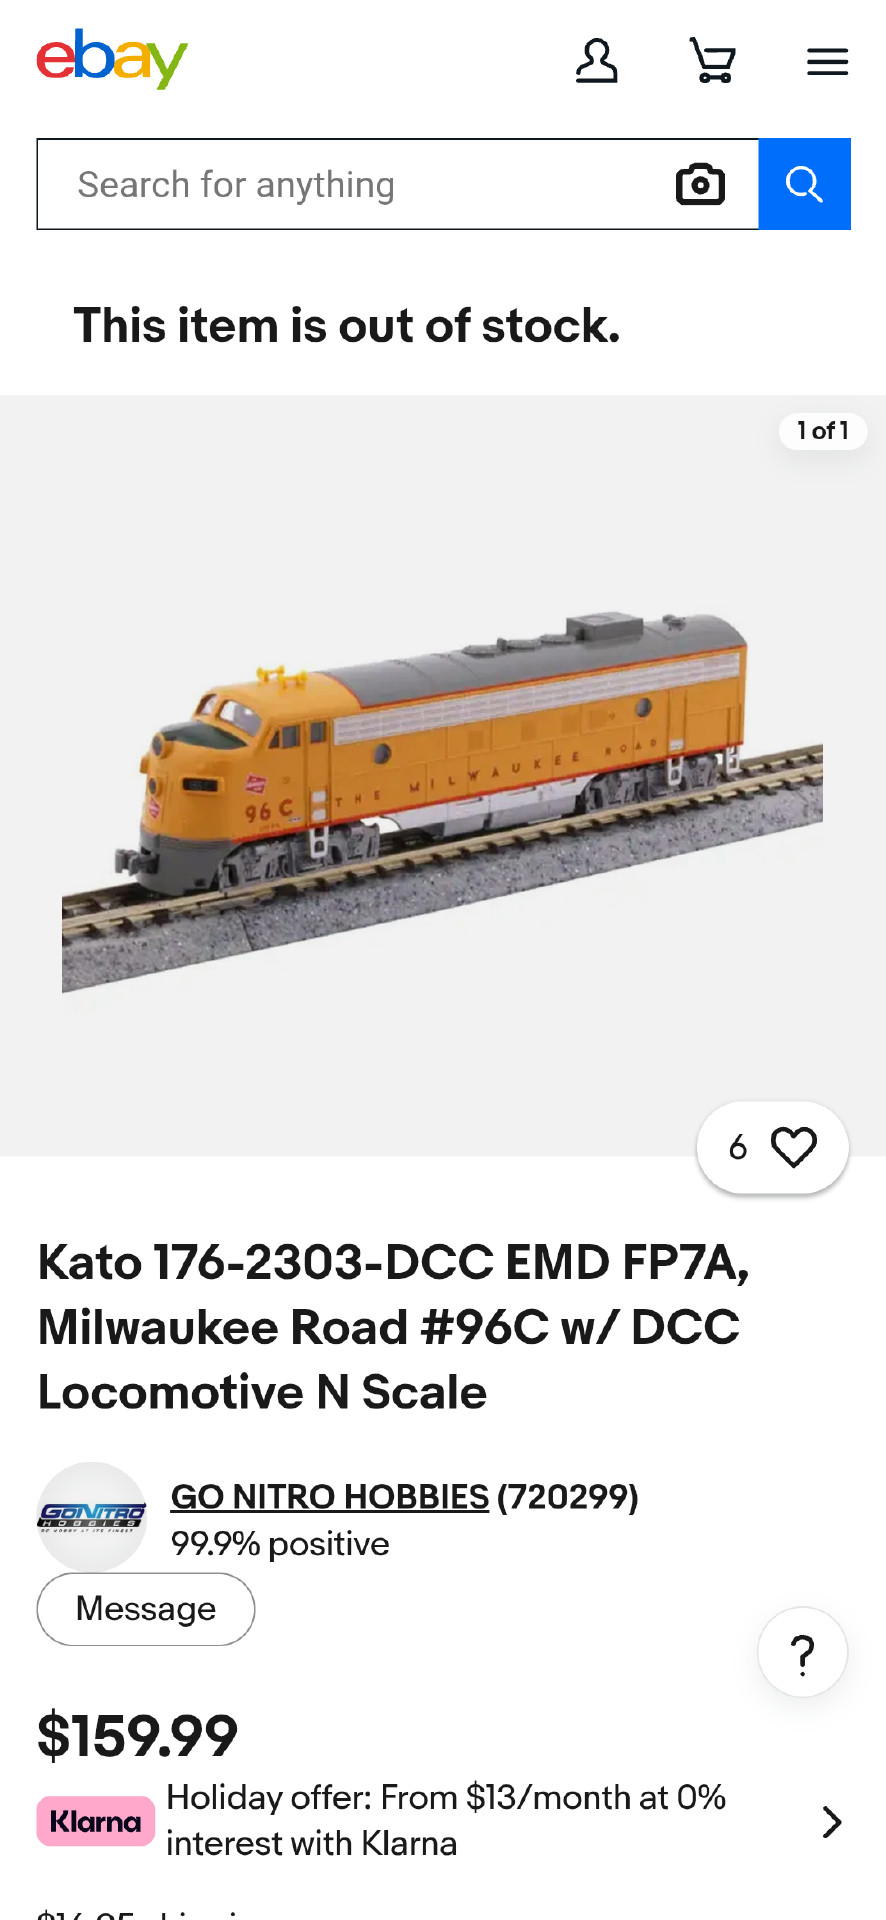 ebay
Search for anything
This item is out of stock.
1 of 1
96 C
THE MILWAUKEE ROAD
6
Kato 176-2303-DCC EMD FP7A,
Milwaukee Road #96C w/ DCC
Locomotive N Scale
GONITRO
HOBBIES
GO NITRO HOBBIES (720299)
99.9% positive
Message
?
$159.99
Klarna
Holiday offer: From $13/month at 0%
interest with Klarna